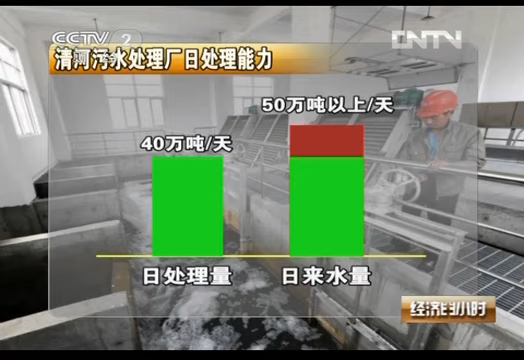 CCTV 2
CNTV
清河污水处理厂日处理能力
50万吨以上/天
40万吨/天
日处理量
日来水量
经济半小时